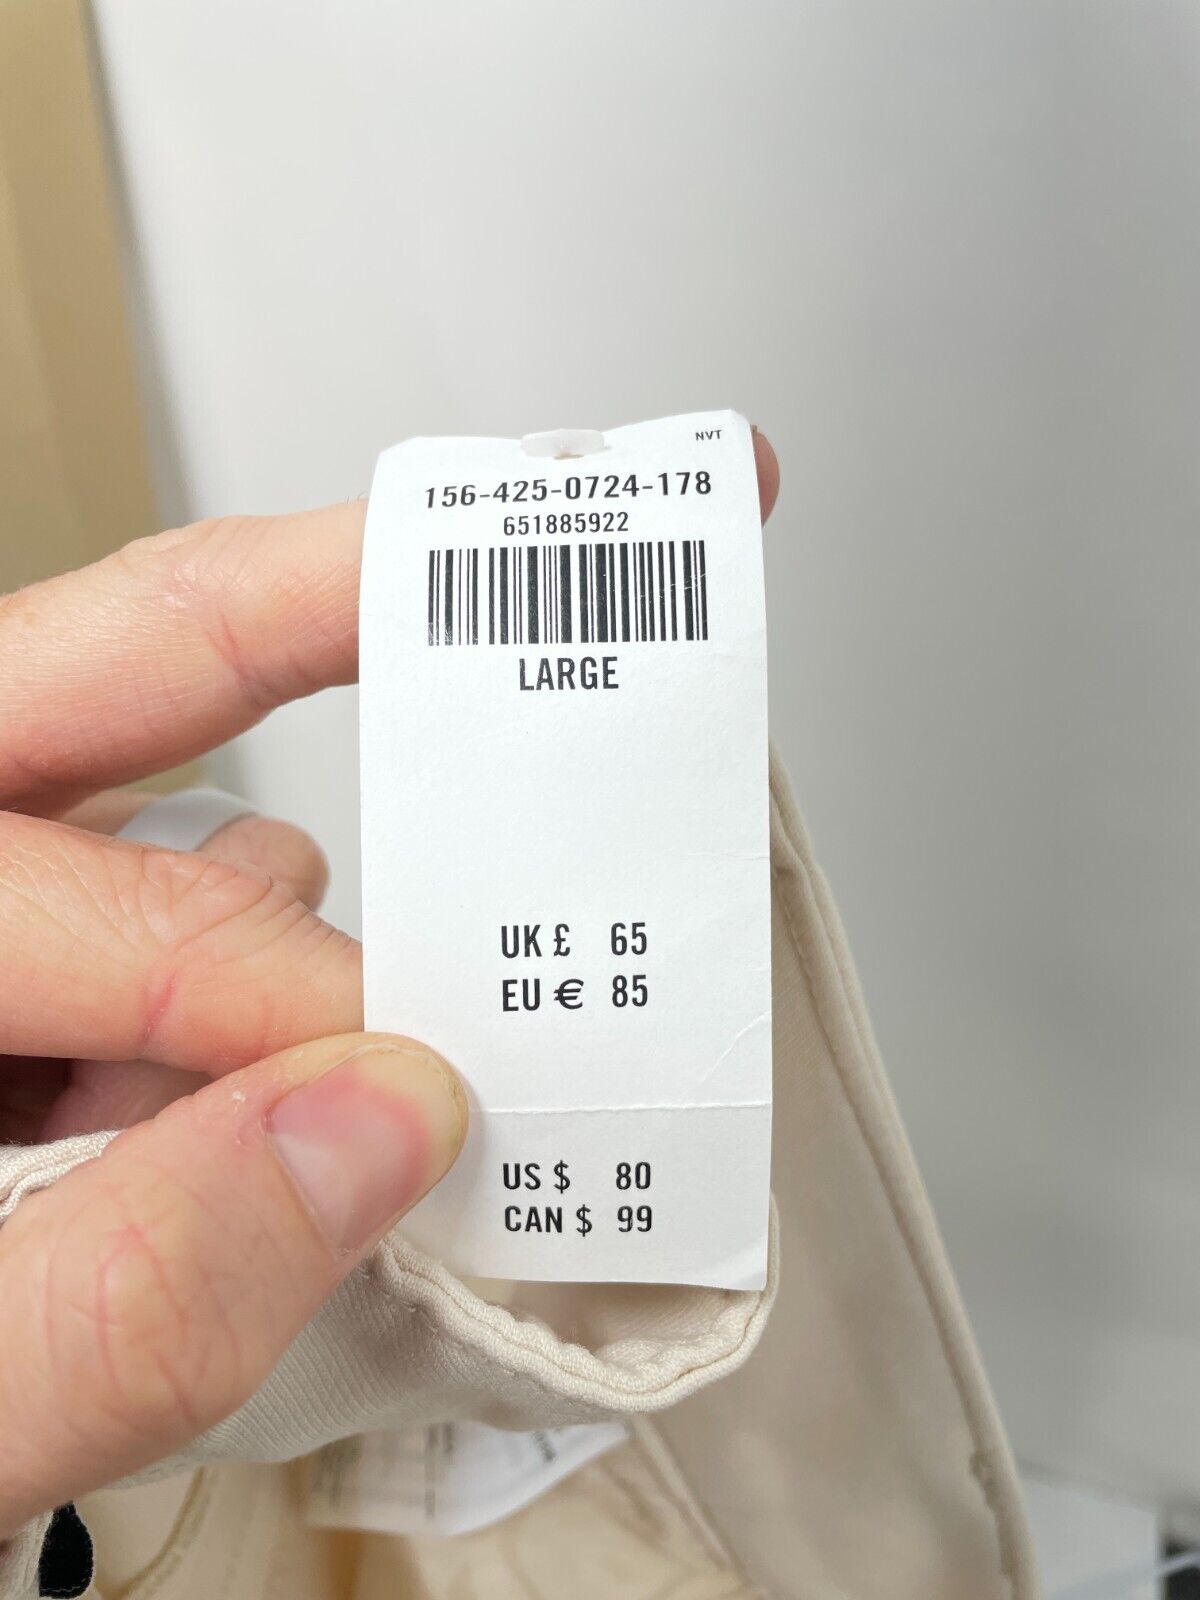 NVT
156-425-0724-178
651885922
LARGE
UK £ 65
EU € 85
US $ 80
CAN $ 99